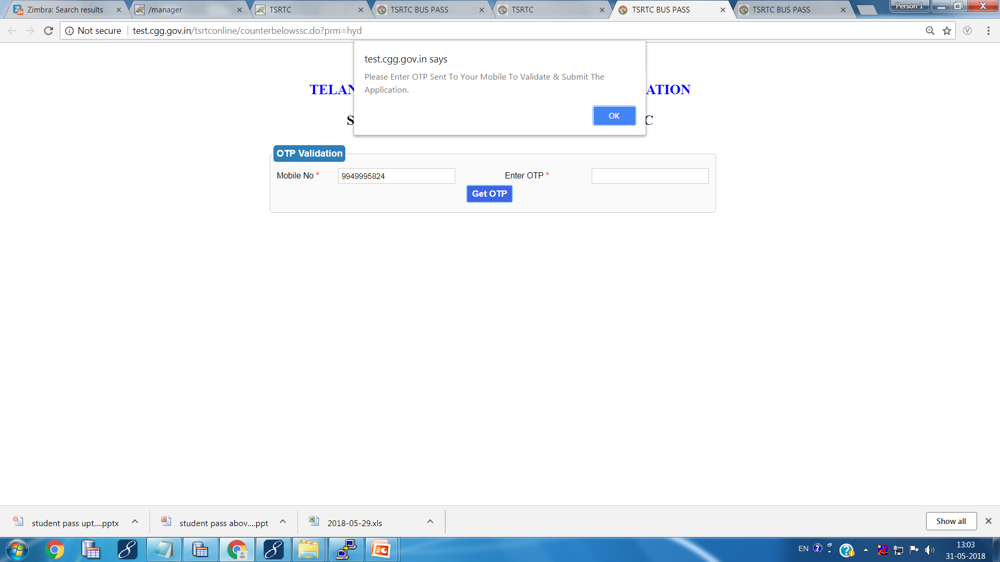 Zimbra: Search results
/manager
TSRTC
TSRTC BUS PASS
TSRTC
TSRTC BUS PASS
TSRTC BUS PASS
Person 1
Not secure
test.cgg.gov.in/tsrtconline/counterbelowssc.do?prm=hyd
test.cgg.gov.in says
Please Enter OTP Sent To Your Mobile To Validate & Submit The
Application.
OK
OTP Validation
Mobile No *
9949995824
Enter OTP *
Get OTP
student pass upt....pptx
student pass abov....ppt
2018-05-29.xls
Show all
EN
13:03
31-05-2018